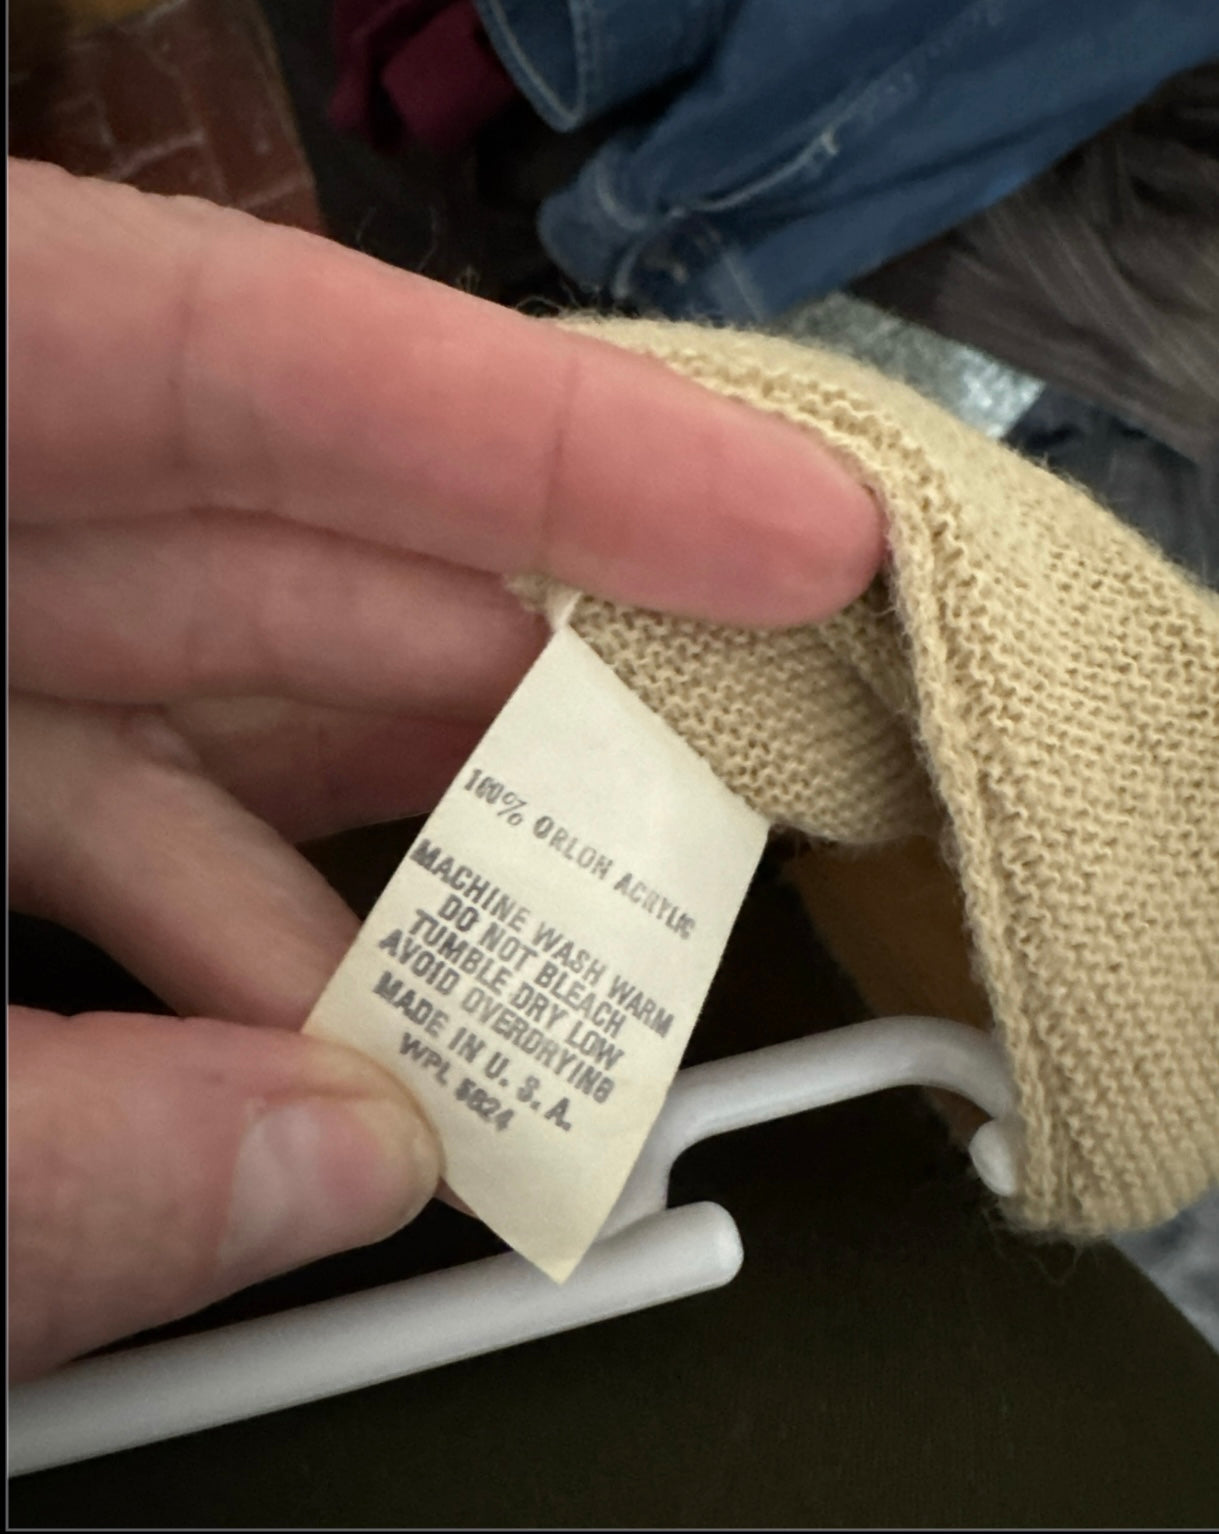 100% ORLON ACRYLIC
MACHINE WASH WARM
DO NOT BLEACH
TUMBLE DRY LOW
AVOID OVERDRYING
MADE IN U. S. A.
WPL 5824